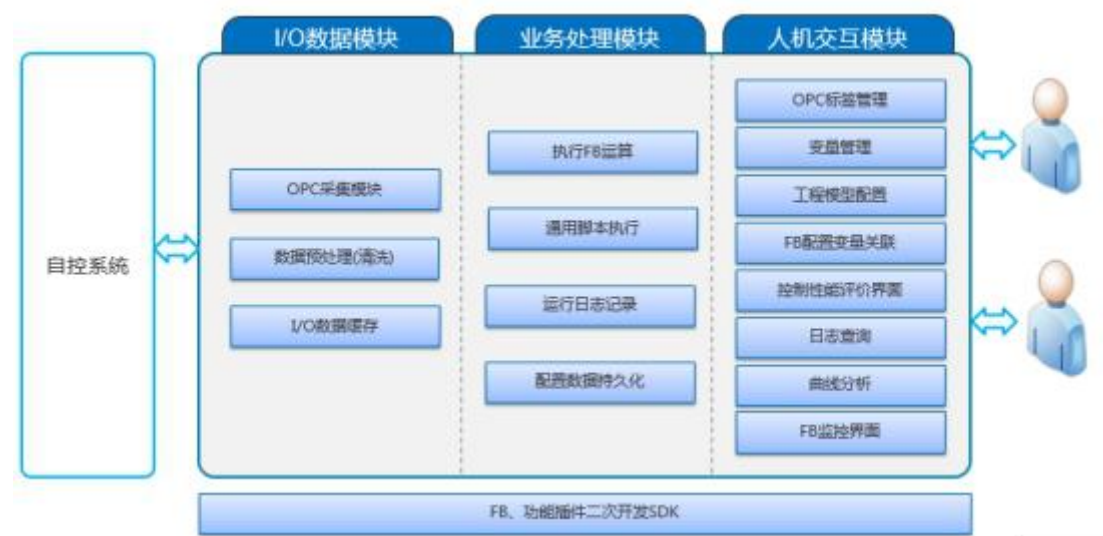 I/O数据模块
业务处理模块
人机交互模块
自控系统
OPC采集模块
数据预处理(清洗)
I/O数据缓存
执行FB运算
通用脚本执行
运行日志记录
配置数据持久化
OPC标签管理
变量管理
工程模型配置
FB配置变量关联
控制性能评价界面
日志查询
曲线分析
FB监控界面
FB、功能插件二次开发SDK